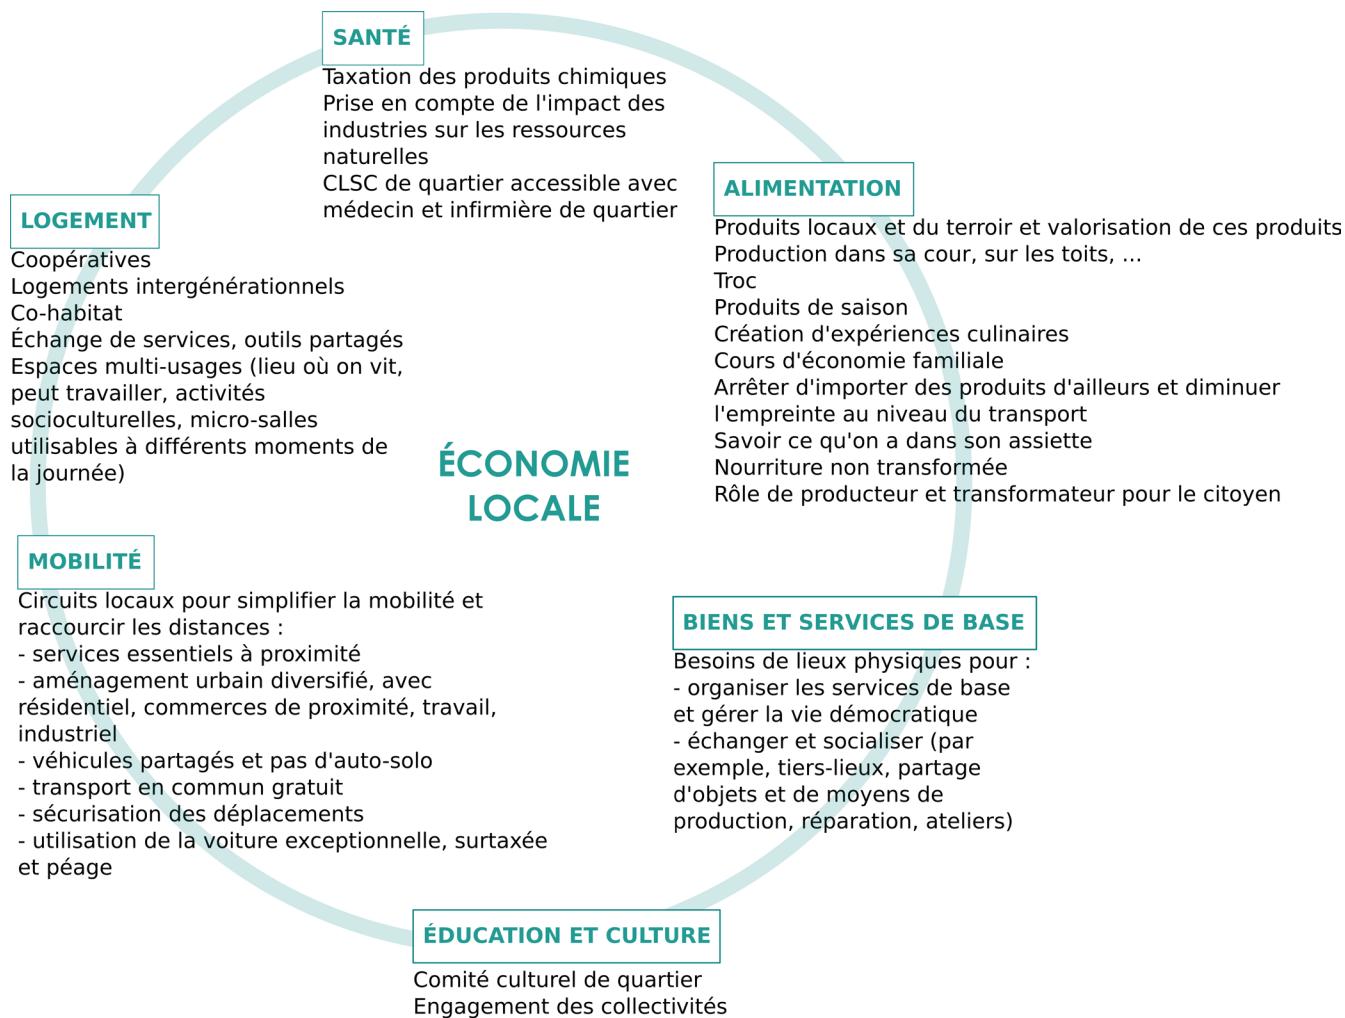 SANTÉ
Taxation des produits chimiques
Prise en compte de l'impact des
industries sur les ressources
naturelles
CLSC de quartier accessible avec
médecin et infirmière de quartier
ALIMENTATION
Produits locaux et du terroir et valorisation de ces produits
Production dans sa cour, sur les toits, ...
Troc
Produits de saison
Création d'expériences culinaires
Cours d'économie familiale
Arrêter d'importer des produits d'ailleurs et diminuer
l'empreinte au niveau du transport
Savoir ce qu'on a dans son assiette
Nourriture non transformée
Rôle de producteur et transformateur pour le citoyen
LOGEMENT
Coopératives
Logements intergénérationnels
Co-habitat
Échange de services, outils partagés
Espaces multi-usages (lieu où on vit,
peut travailler, activités
socioculturelles, micro-salles
utilisables à différents moments de
la journée)
ÉCONOMIE
LOCALE
MOBILITÉ
Circuits locaux pour simplifier la mobilité et
raccourcir les distances :
- services essentiels à proximité
- aménagement urbain diversifié, avec
résidentiel, commerces de proximité, travail,
industriel
- véhicules partagés et pas d'auto-solo
- transport en commun gratuit
- sécurisation des déplacements
- utilisation de la voiture exceptionnelle, surtaxée
et péage
BIENS ET SERVICES DE BASE
Besoins de lieux physiques pour :
- organiser les services de base
et gérer la vie démocratique
- échanger et socialiser (par
exemple, tiers-lieux, partage
d'objets et de moyens de
production, réparation, ateliers)
ÉDUCATION ET CULTURE
Comité culturel de quartier
Engagement des collectivités